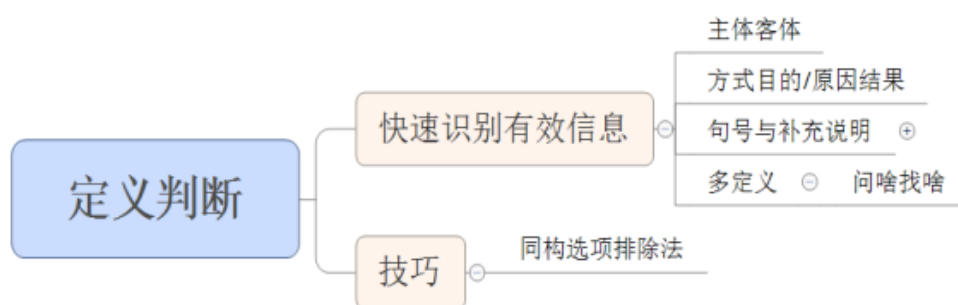 定义判断
快速识别有效信息
主体客体
方式目的/原因结果
句号与补充说明
多定义
问啥找啥
技巧
同构选项排除法